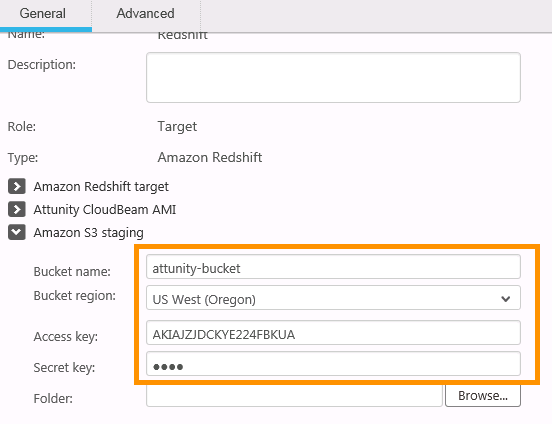 General Advanced
Name: Redshift
Description:
Role: Target
Type: Amazon Redshift
Amazon Redshift target
Attunity CloudBeam AMI
Amazon S3 staging
Bucket name: attunity-bucket
Bucket region: US West (Oregon)
Access key: AKIAJZJDCKYE224FBKUA
Secret key: ●●●●
Folder: Browse...